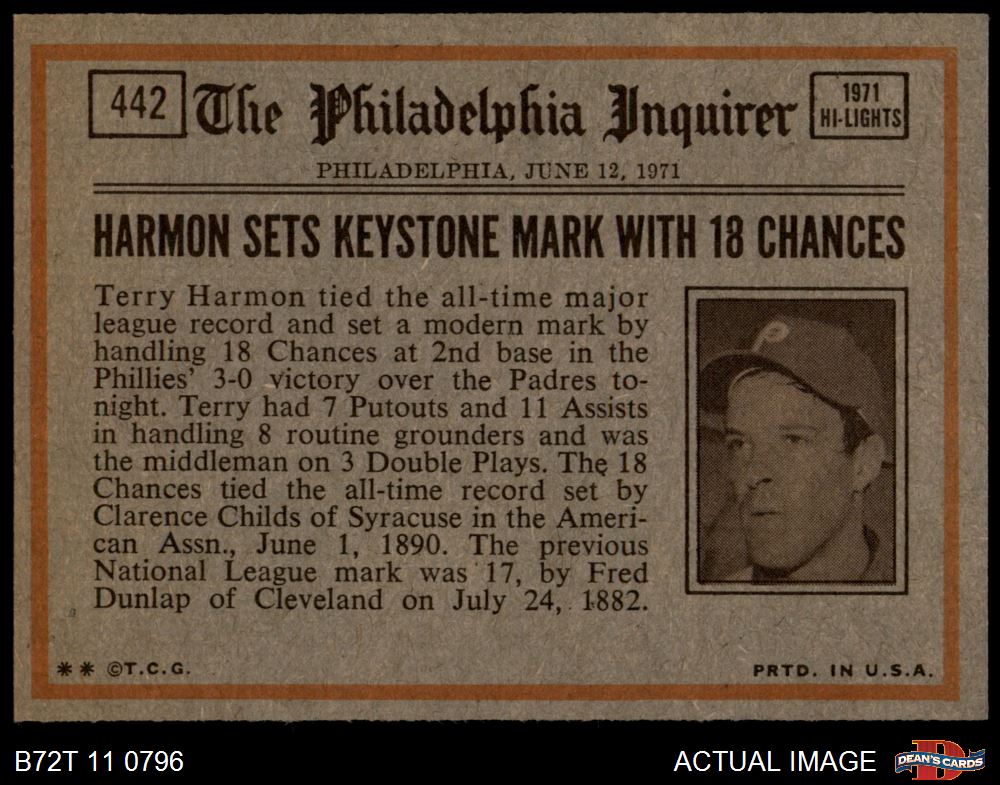 442
The Philadelphia Inquirer
1971
HI-LIGHTS
PHILADELPHIA, JUNE 12, 1971
HARMON SETS KEYSTONE MARK WITH 18 CHANCES
Terry Harmon tied the all-time major
league record and set a modern mark by
handling 18 Chances at 2nd base in the
Phillies' 3-0 victory over the Padres to-
night. Terry had 7 Putouts and 11 Assists
in handling 8 routine grounders and was
the middleman on 3 Double Plays. The 18
Chances tied the all-time record set by
Clarence Childs of Syracuse in the Ameri-
can Assn., June 1, 1890. The previous
National League mark was 17, by Fred
Dunlap of Cleveland on July 24, 1882.
P
** ©T.C.G.
PRTD. IN U.S.A.
B72T 11 0796
ACTUAL IMAGE
DEAN'S CARDS